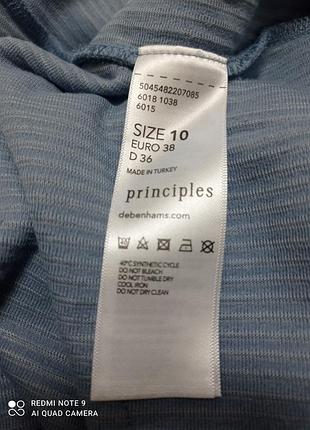 5045482207085
6018 1038
6015
SIZE 10
EURO 38
D 36
MADE IN TURKEY
principles
debenhams.com
40
40°C SYNTHETIC CYCLE
DO NOT BLEACH
DO NOT TUMBLE DRY
COOL IRON
DO NOT DRY CLEAN
REDMI NOTE 9
AI QUAD CAMERA